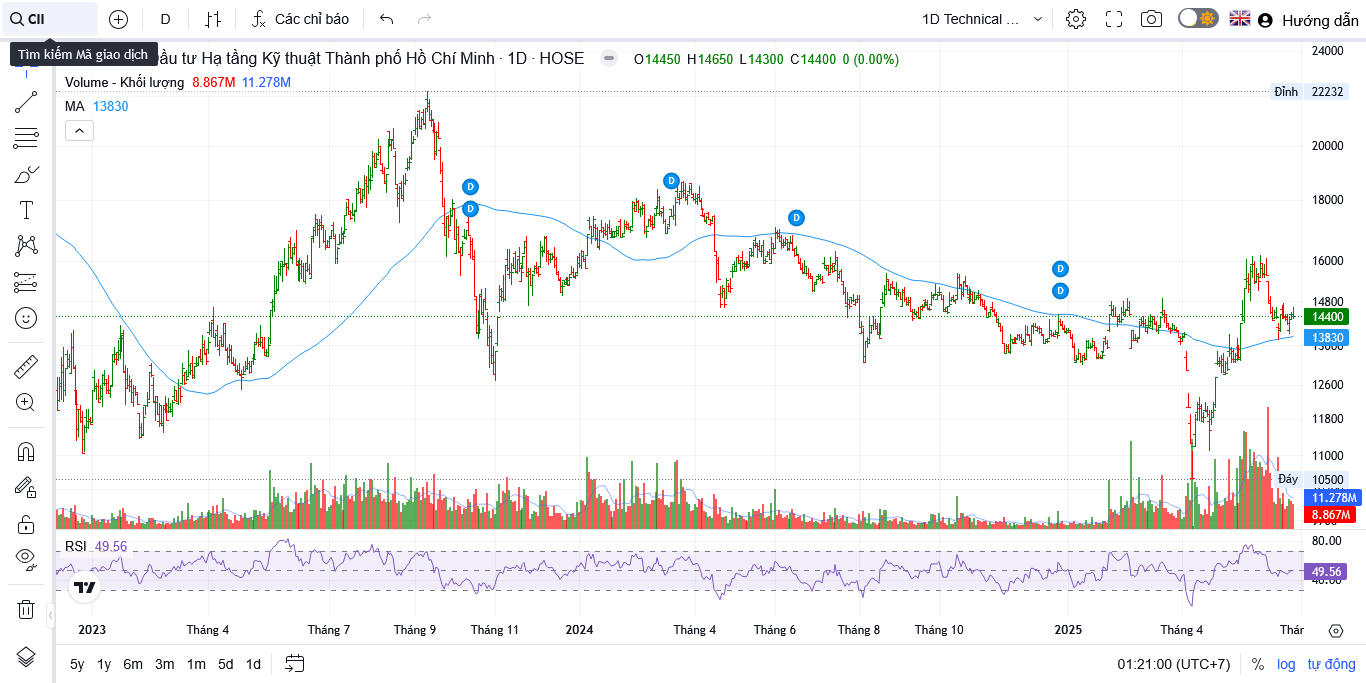 CII
D
Các chỉ báo
1D Technical ...
Hướng dẫn
Tìm kiếm Mã giao dịch
ầu tư Hạ tầng Kỹ thuật Thành phố Hồ Chí Minh · 1D · HOSE
O14450 H14650 L14300 C14400 0 (0.00%)
Volume - Khối lượng 8.867M 11.278M
MA 13830
24000
Đỉnh 22232
20000
18000
16000
14800
14400
13830
13000
12600
11800
11000
Đáy 10500
11.278M
8.867M
D
D
D
D
D
D
RSI 49.56
80.00
49.56
40.00
2023 Tháng 4 Tháng 7 Tháng 9 Tháng 11 2024 Tháng 4 Tháng 6 Tháng 8 Tháng 10 2025 Tháng 4 Thár
5y 1y 6m 3m 1m 5d 1d
01:21:00 (UTC+7) % log tự động